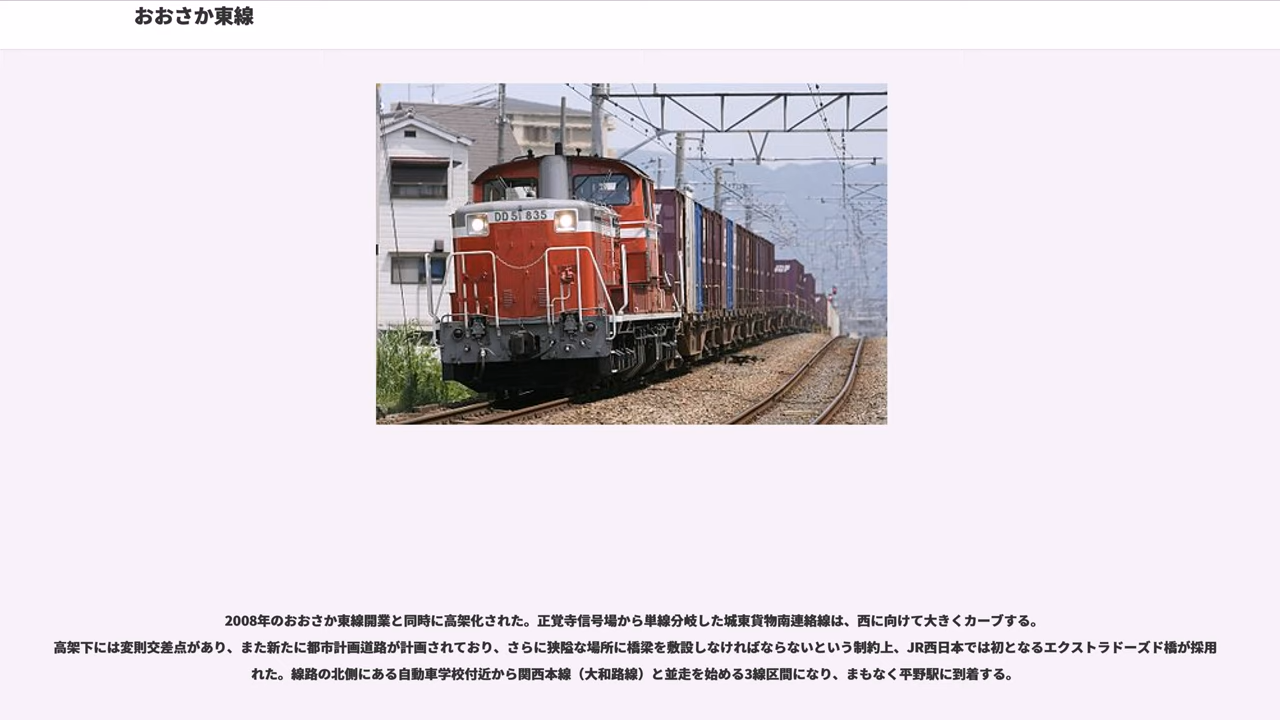 おおさか東線
DD51 835
2008年のおおさか東線開業と同時に高架化された。正覚寺信号場から単線分岐した城東貨物南連絡線は、西に向けて大きくカーブする。
高架下には変則交差点があり、また新たに都市計画道路が計画されており、さらに狭隘な場所に橋梁を敷設しなければならないという制約上、JR西日本では初となるエクストラドーズド橋が採用
れた。線路の北側にある自動車学校付近から関西本線（大和路線）と並走を始める3線区間になり、まもなく平野駅に到着する。